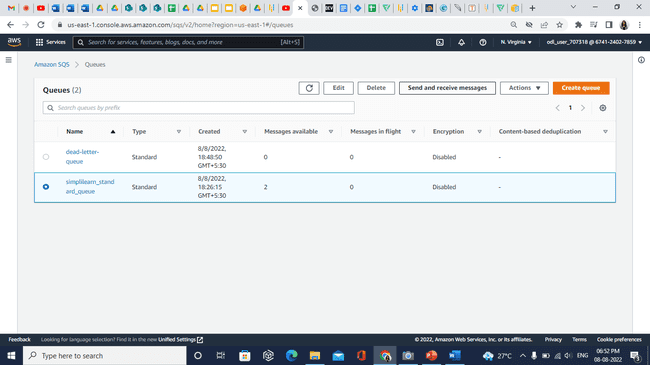 us-east-1.console.aws.amazon.com/sqs/v2/home?region=us-east-1#/queues
aws Services Search for services, features, blogs, docs, and more [Alt+S] N. Virginia
Amazon SQS > Queues
Queues (2) Edit Delete Send and receive messages Actions Create queue
Search queues by prefix 1
Name Type Created Messages available Messages in flight Encryption Content-based deduplication
dead-letter-
queue
Standard
8/8/2022,
18:48:50
GMT+5:30
0 0 Disabled -
simplilearn_stand
ard_queue
Standard
8/8/2022,
18:26:15
GMT+5:30
2 0 Disabled -
Feedback Looking for language selection? Find it in the new Unified Settings © 2022, Amazon Web Services, Inc. or its affiliates. Privacy Terms Cookie preferences
Type here to search 27°C ENG 06:52 PM
08-08-2022